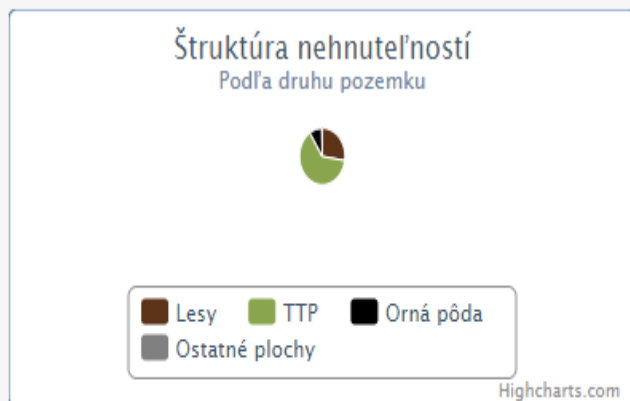 Štruktúra nehnuteľností
Podľa druhu pozemku
Lesy TTP Orná pôda
Ostatné plochy
Highcharts.com